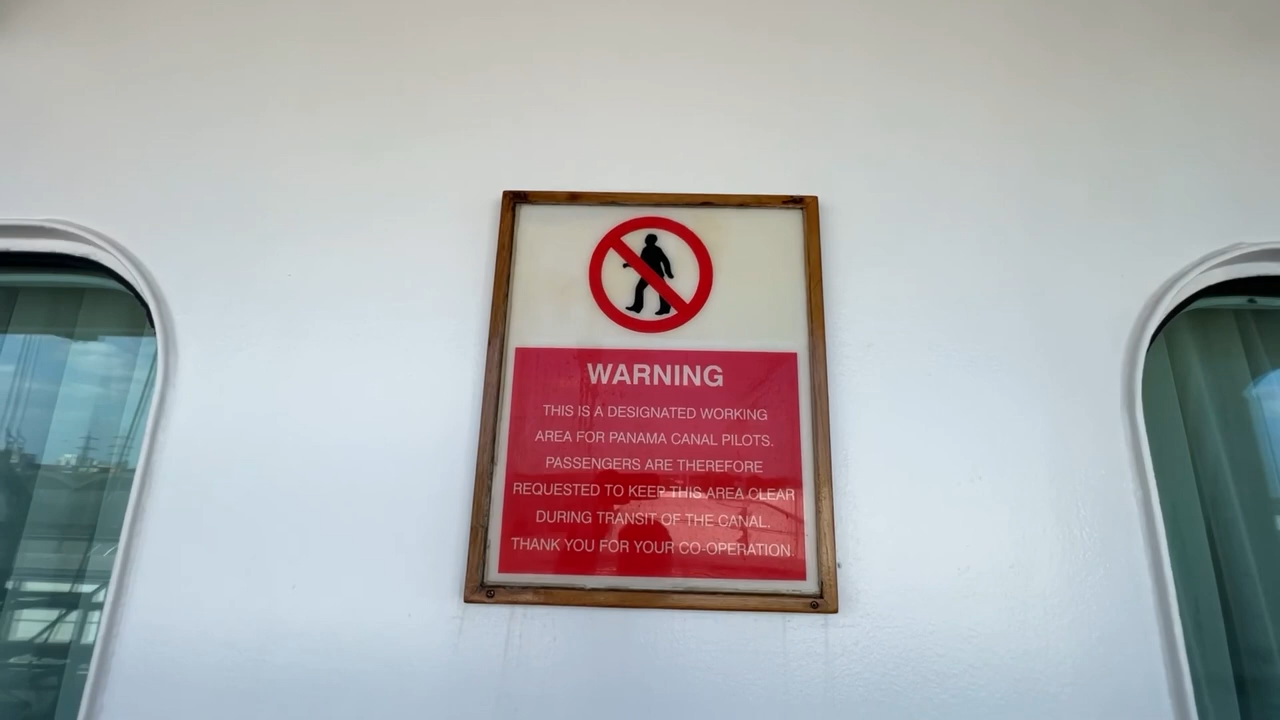 WARNING
THIS IS A DESIGNATED WORKING
AREA FOR PANAMA CANAL PILOTS.
PASSENGERS ARE THEREFORE
REQUESTED TO KEEP THIS AREA CLEAR
DURING TRANSIT OF THE CANAL.
THANK YOU FOR YOUR CO-OPERATION.